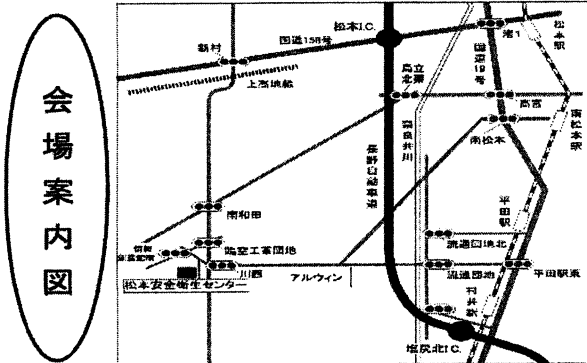 会場案内図
松本I.C.
国道158号
新村
上高地線
渚1
松本駅
国道19号
高宮
南松本
南松本駅
奈良井川
長野自動車道
平田駅
南和田
臨空工業団地
川西
松本安全衛生センター
アルウィン
流通団地北
流通団地
平田駅東
村井駅
塩尻北I.C.